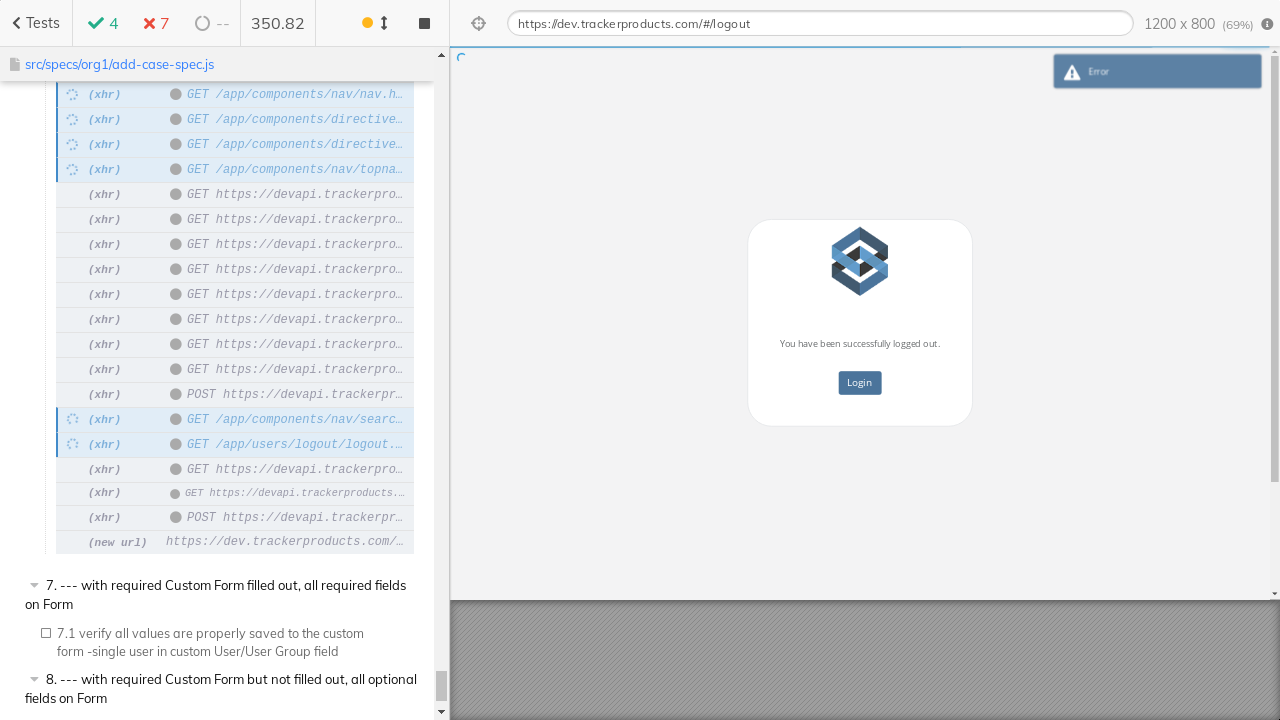 Tests 4 7 -- 350.82 https://dev.trackerproducts.com/#/logout 1200 x 800 (69%)
src/specs/org1/add-case-spec.js
(xhr) GET /app/components/nav/nav.h…
(xhr) GET /app/components/directive…
(xhr) GET /app/components/directive…
(xhr) GET /app/components/nav/topna…
(xhr) GET https://devapi.trackerpro…
(xhr) GET https://devapi.trackerpro…
(xhr) GET https://devapi.trackerpro…
(xhr) GET https://devapi.trackerpro…
(xhr) GET https://devapi.trackerpro…
(xhr) GET https://devapi.trackerpro…
(xhr) GET https://devapi.trackerpro…
(xhr) GET https://devapi.trackerpro…
(xhr) POST https://devapi.trackerpr…
(xhr) GET /app/components/nav/searc…
(xhr) GET /app/users/logout/logout.…
(xhr) GET https://devapi.trackerpro…
(xhr) GET https://devapi.trackerproducts.…
(xhr) POST https://devapi.trackerpr…
(new url) https://dev.trackerproducts.com/…
7. --- with required Custom Form filled out, all required fields
on Form
7.1 verify all values are properly saved to the custom
form -single user in custom User/User Group field
8. --- with required Custom Form but not filled out, all optional
fields on Form
Error
You have been successfully logged out.
Login